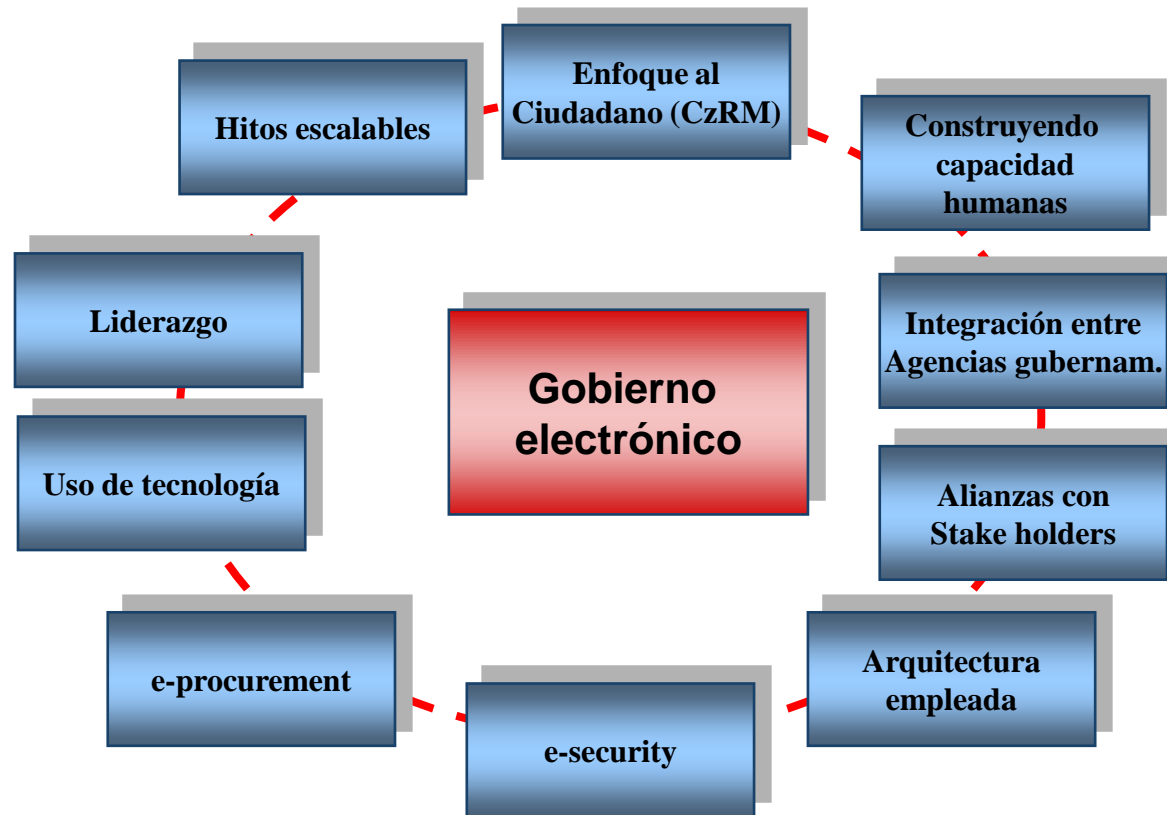 Enfoque al
Ciudadano (CzRM)
Hitos escalables
Construyendo
capacidad
humanas
Liderazgo
Integración entre
Agencias gubernam.
Gobierno
electrónico
Uso de tecnología
Alianzas con
Stake holders
e-procurement
Arquitectura
empleada
e-security